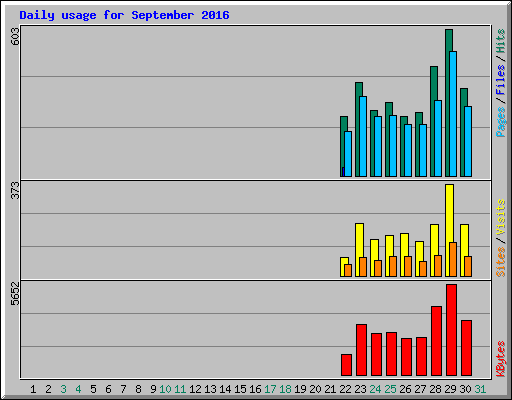 Daily usage for September 2016
603
Pages / Files / Hits
373
Sites / Visits
5652
KBytes
1 2 3 4 5 6 7 8 9 10 11 12 13 14 15 16 17 18 19 20 21 22 23 24 25 26 27 28 29 30 31